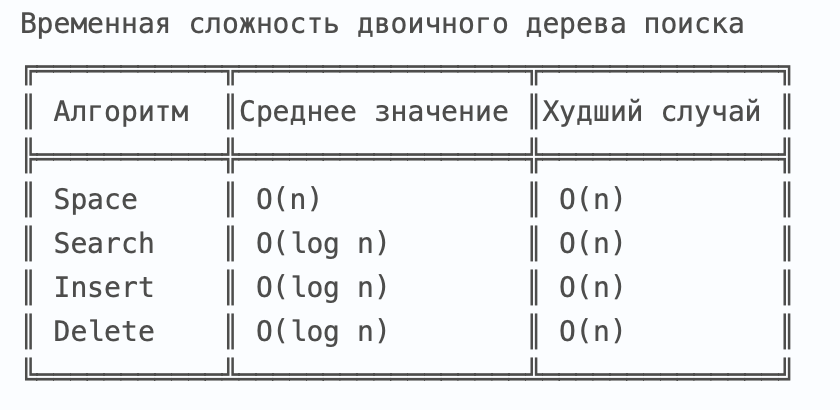 Временная сложность двоичного дерева поиска
Алгоритм Среднее значение Худший случай
Space O(n) O(n)
Search O(log n) O(n)
Insert O(log n) O(n)
Delete O(log n) O(n)